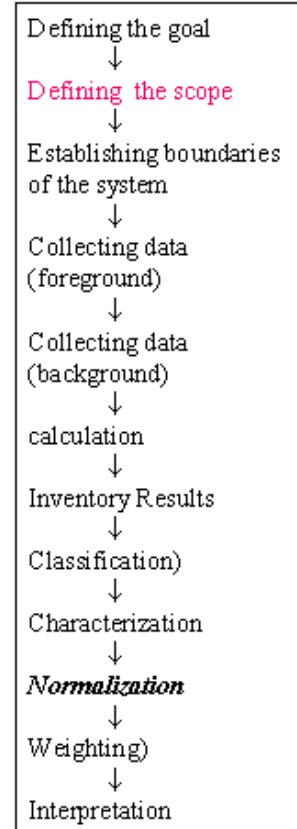 Defining the goal
↓
Defining the scope
↓
Establishing boundaries
of the system
↓
Collecting data
(foreground)
↓
Collecting data
(background)
↓
calculation
↓
Inventory Results
↓
Classification)
↓
Characterization
↓
Normalization
↓
Weighting)
↓
Interpretation